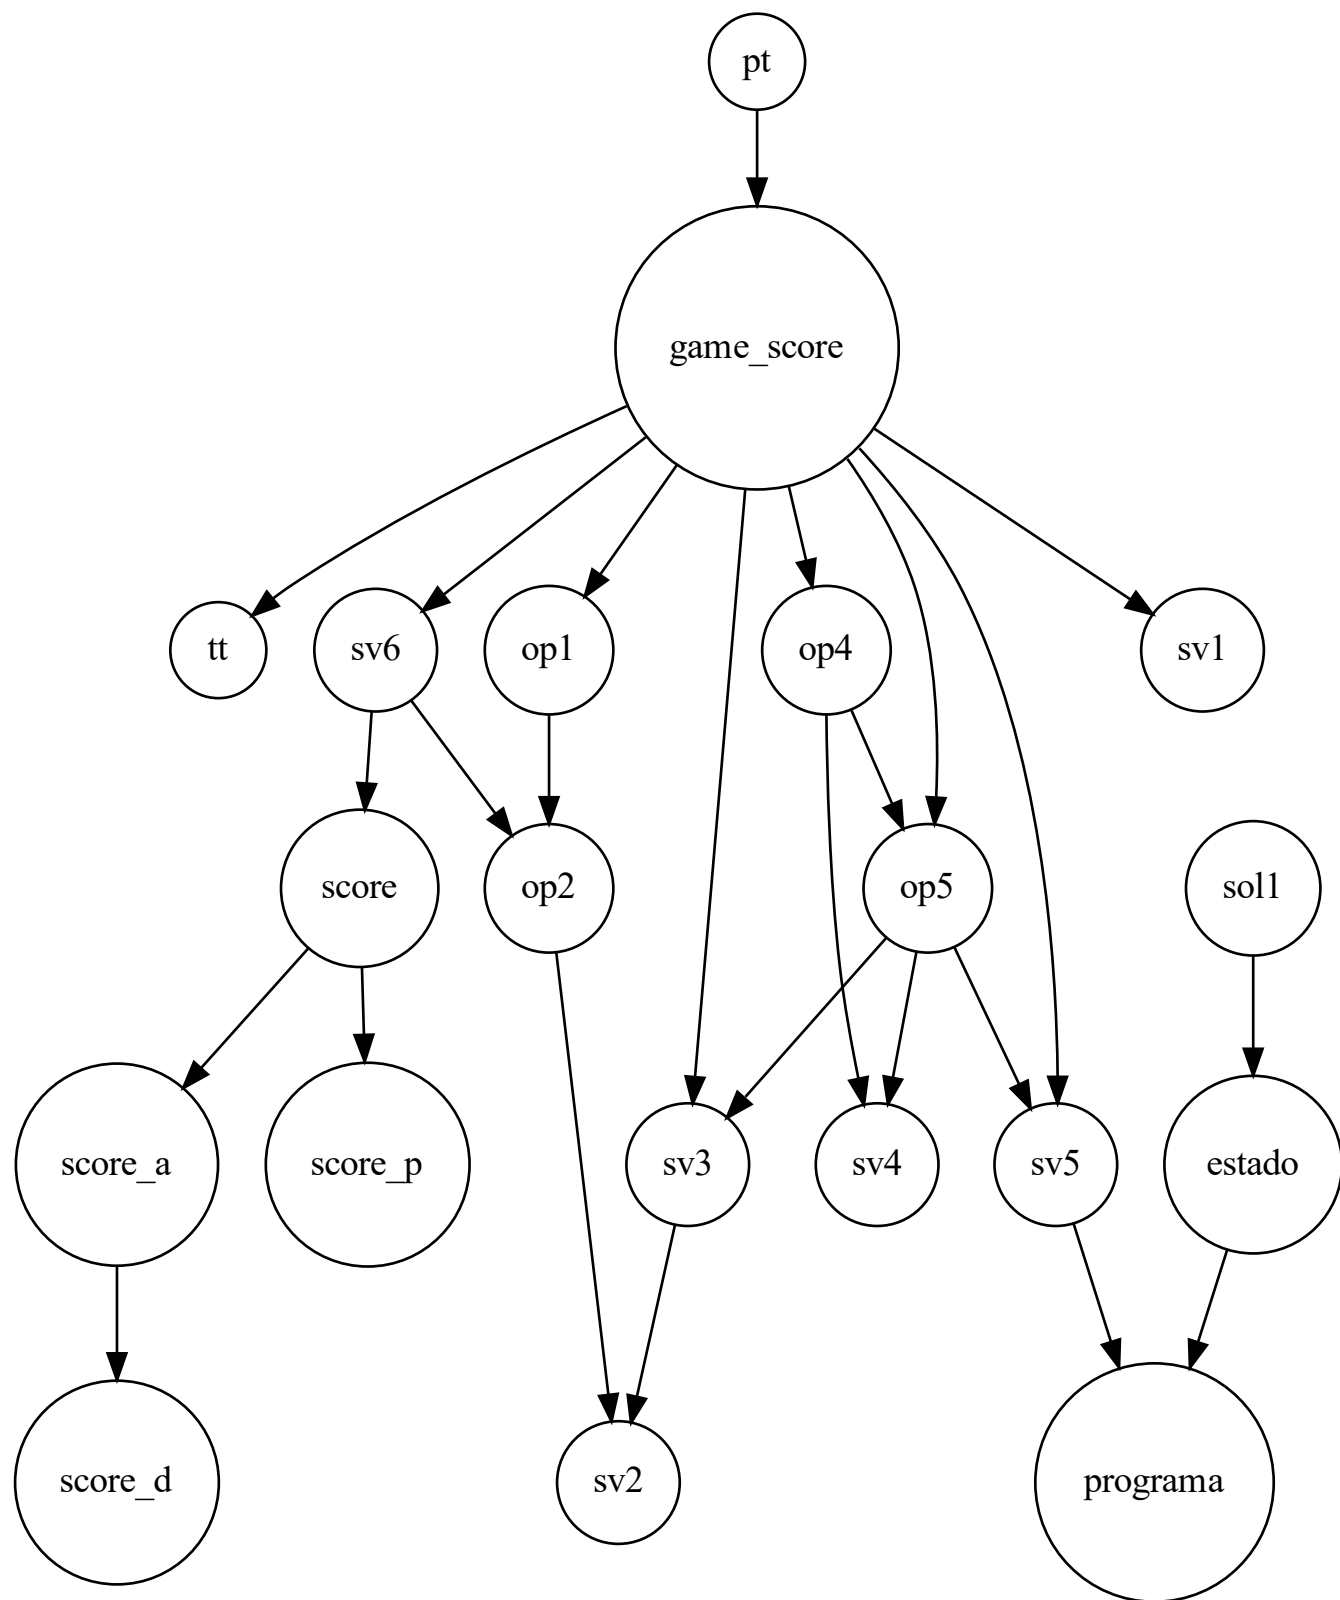 pt
game_score
tt
sv6
op1
op4
sv1
score
op2
op5
sol1
score_a
score_p
sv3
sv4
sv5
estado
score_d
sv2
programa